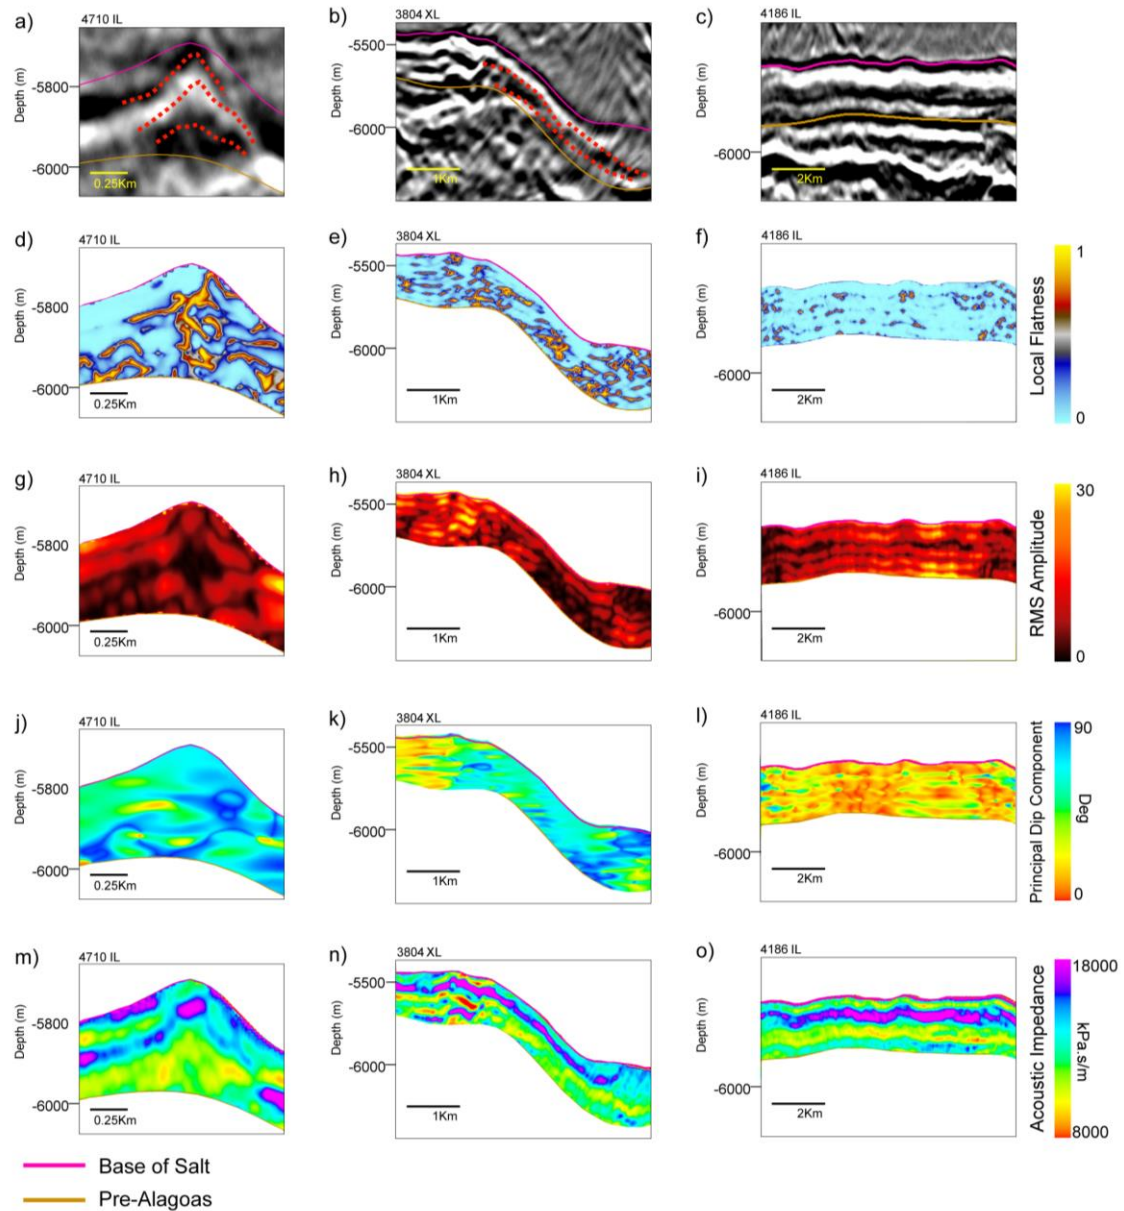 a)
4710 IL
Depth (m)
-5800
-6000
0.25Km
b)
3804 XL
Depth (m)
-5500
-6000
1Km
c)
4186 IL
Depth (m)
-6000
2Km
d)
4710 IL
Depth (m)
-5800
-6000
0.25Km
e)
3804 XL
Depth (m)
-5500
-6000
1Km
f)
4186 IL
Depth (m)
-6000
2Km
Local Flatness
1
0
g)
4710 IL
Depth (m)
-5800
-6000
0.25Km
h)
3804 XL
Depth (m)
-5500
-6000
1Km
i)
4186 IL
Depth (m)
-6000
2Km
RMS Amplitude
30
0
j)
4710 IL
Depth (m)
-5800
-6000
0.25Km
k)
3804 XL
Depth (m)
-5500
-6000
1Km
l)
4186 IL
Depth (m)
-6000
2Km
Principal Dip Component
90
Deg
0
m)
4710 IL
Depth (m)
-5800
-6000
0.25Km
n)
3804 XL
Depth (m)
-5500
-6000
1Km
o)
4186 IL
Depth (m)
-6000
2Km
Acoustic Impedance
18000
kPa.s/m
8000
Base of Salt
Pre-Alagoas